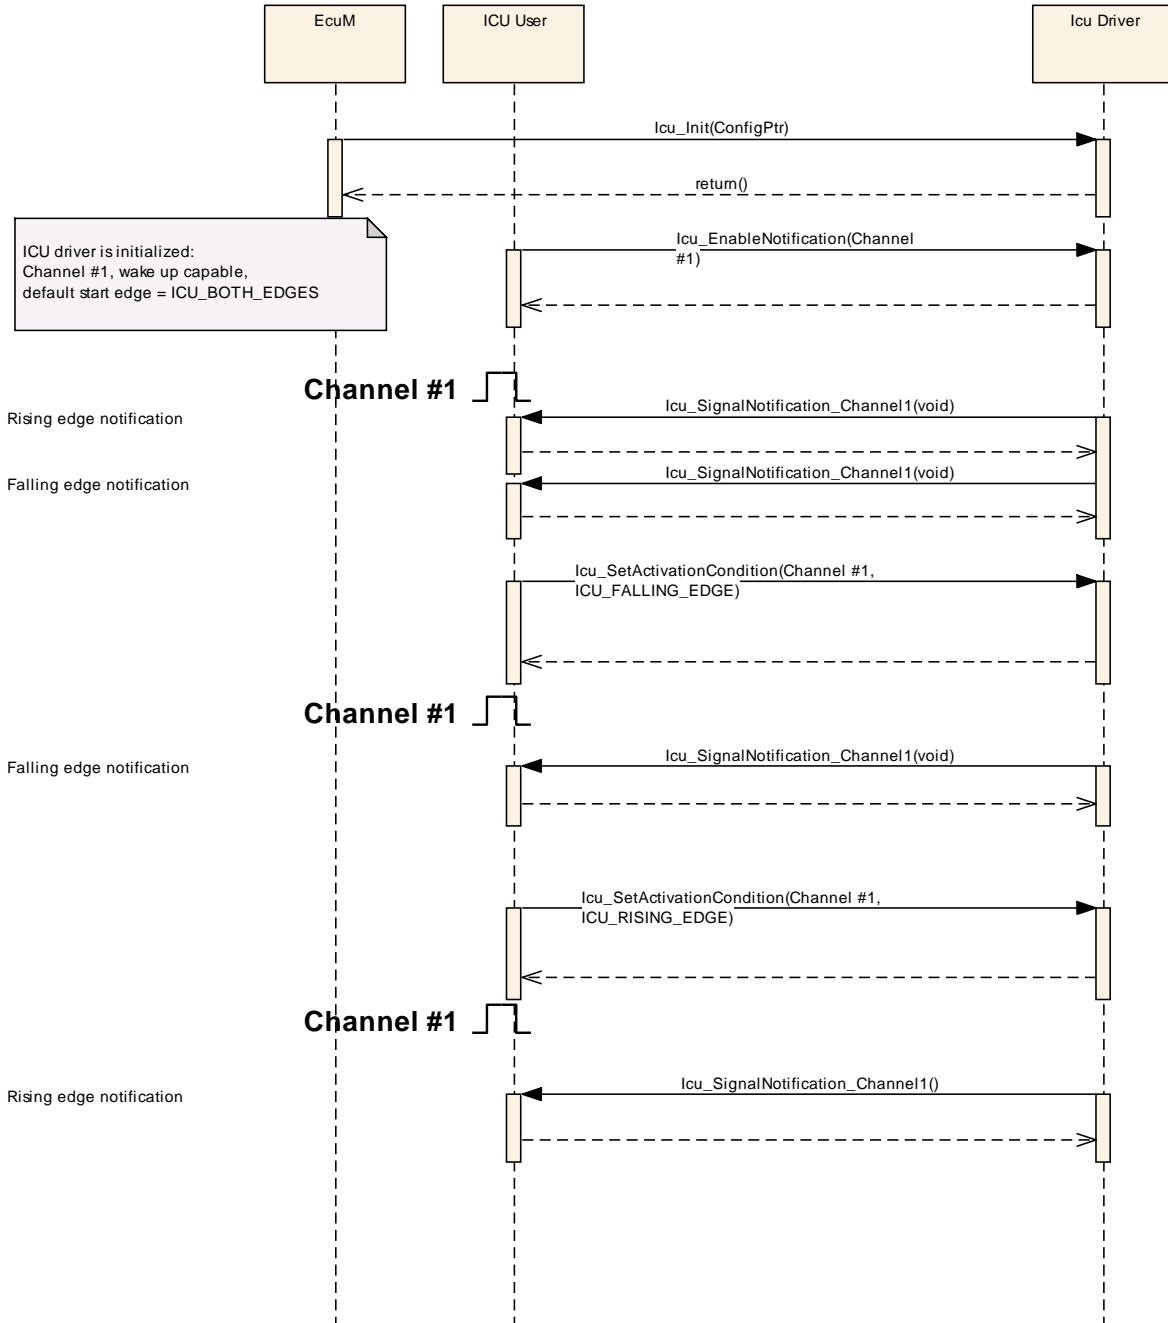 EcuM
ICU User
Icu Driver
Icu_Init(ConfigPtr)
return()
ICU driver is initialized:
Channel #1, wake up capable,
default start edge = ICU_BOTH_EDGES
Icu_EnableNotification(Channel
#1)
Channel #1
Rising edge notification
Icu_SignalNotification_Channel1(void)
Falling edge notification
Icu_SignalNotification_Channel1(void)
Icu_SetActivationCondition(Channel #1,
ICU_FALLING_EDGE)
Channel #1
Falling edge notification
Icu_SignalNotification_Channel1(void)
Icu_SetActivationCondition(Channel #1,
ICU_RISING_EDGE)
Channel #1
Rising edge notification
Icu_SignalNotification_Channel1()